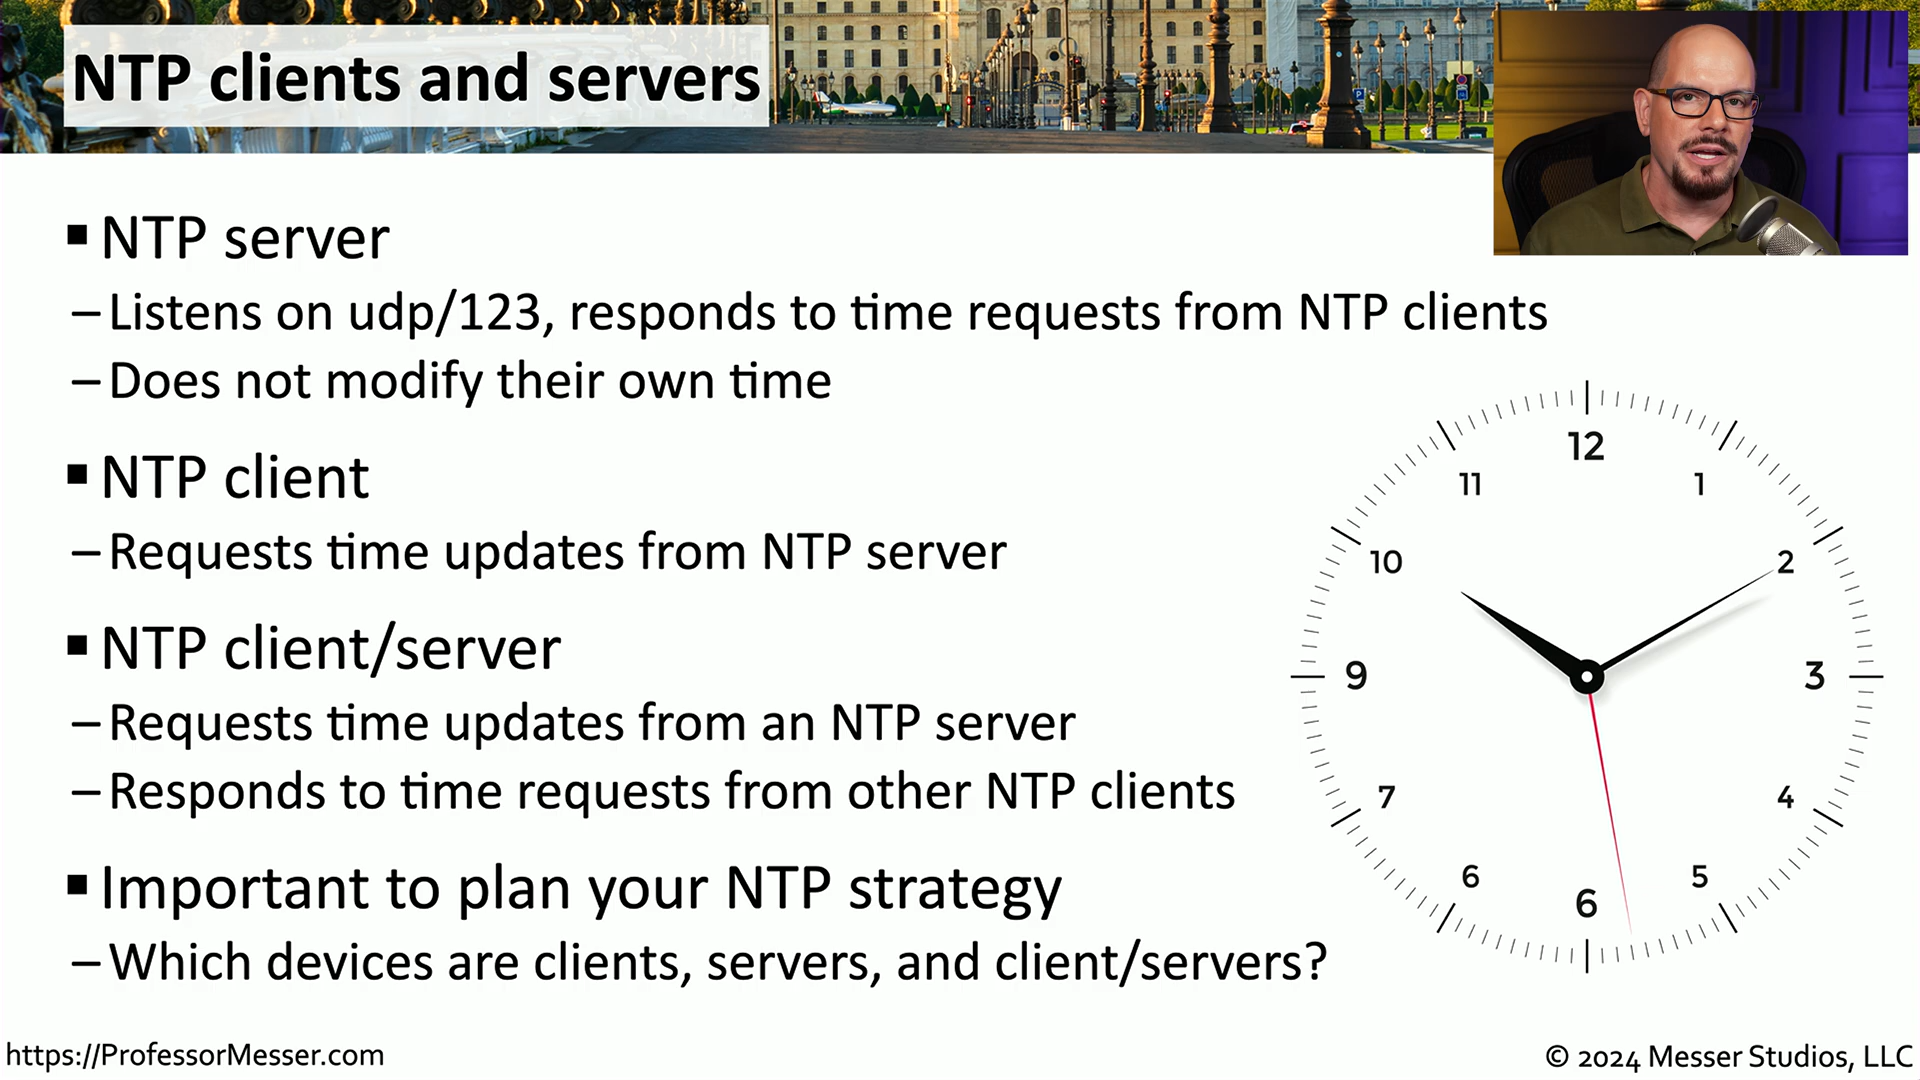 NTP clients and servers
▪ NTP server
– Listens on udp/123, responds to time requests from NTP clients
– Does not modify their own time
▪ NTP client
– Requests time updates from NTP server
▪ NTP client/server
– Requests time updates from an NTP server
– Responds to time requests from other NTP clients
▪ Important to plan your NTP strategy
– Which devices are clients, servers, and client/servers?
12
11 1
10 2
9 3
7 4
6 5
6
https://ProfessorMesser.com
© 2024 Messer Studios, LLC